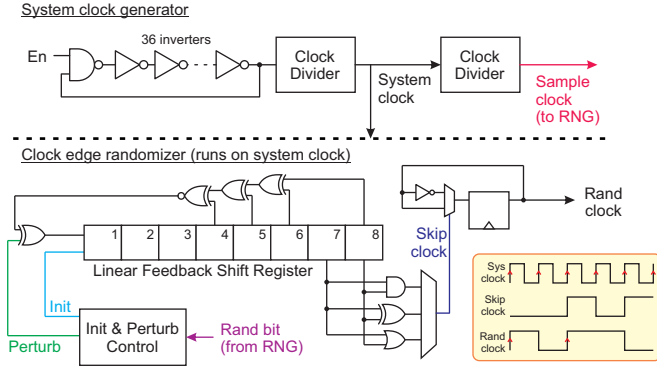 System clock generator
36 inverters
En
Clock
Divider
System
clock
Clock
Divider
Sample
clock
(to RNG)
Clock edge randomizer (runs on system clock)
Rand
clock
1 2 3 4 5 6 7 8
Linear Feedback Shift Register
Skip
clock
Init
Perturb
Init & Perturb
Control
Rand bit
(from RNG)
Sys
clock
Skip
clock
Rand
clock